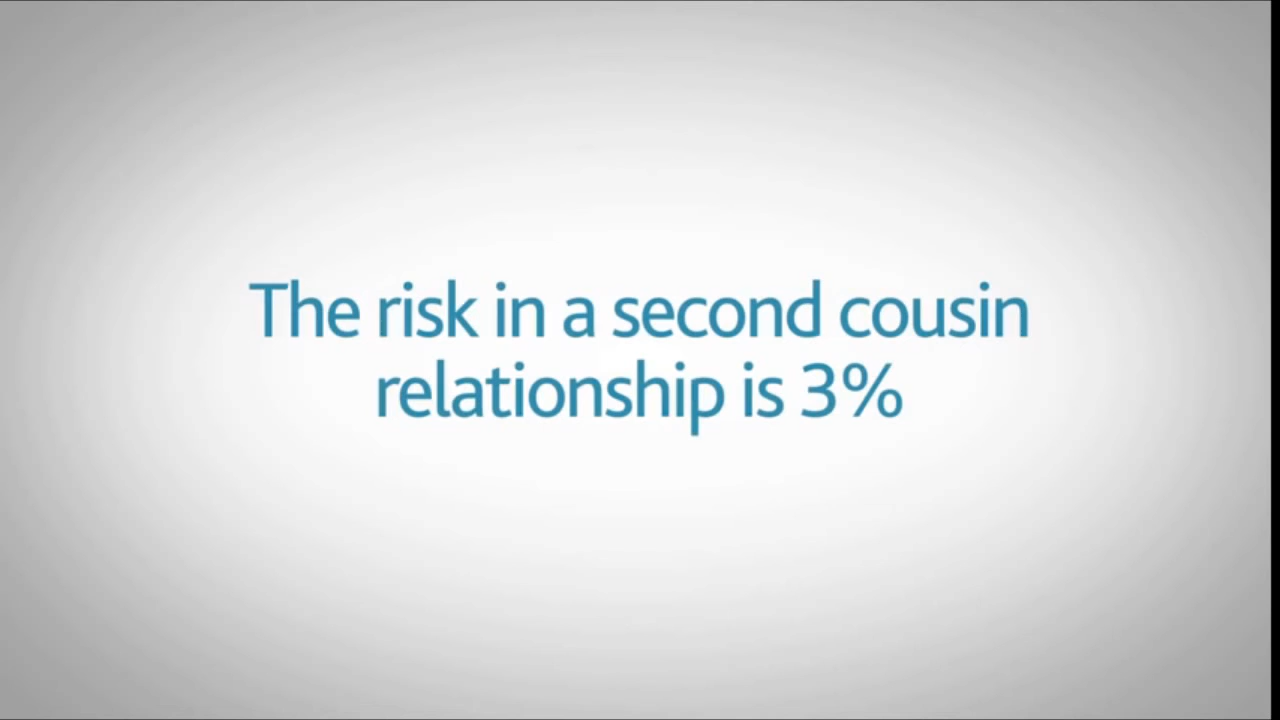 The risk in a second cousin
relationship is 3%